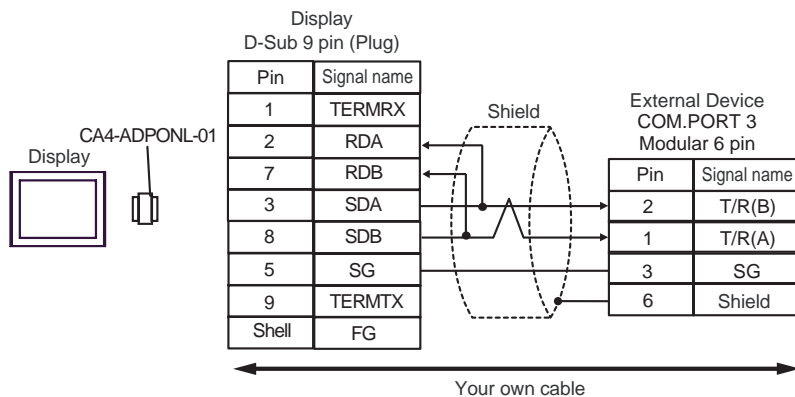 Display
D-Sub 9 pin (Plug)
Pin Signal name
1 TERMRX
2 RDA
7 RDB
3 SDA
8 SDB
5 SG
9 TERMTX
Shell FG
CA4-ADPONL-01
Display
Shield
External Device
COM.PORT 3
Modular 6 pin
Pin Signal name
2 T/R(B)
1 T/R(A)
3 SG
6 Shield
Your own cable